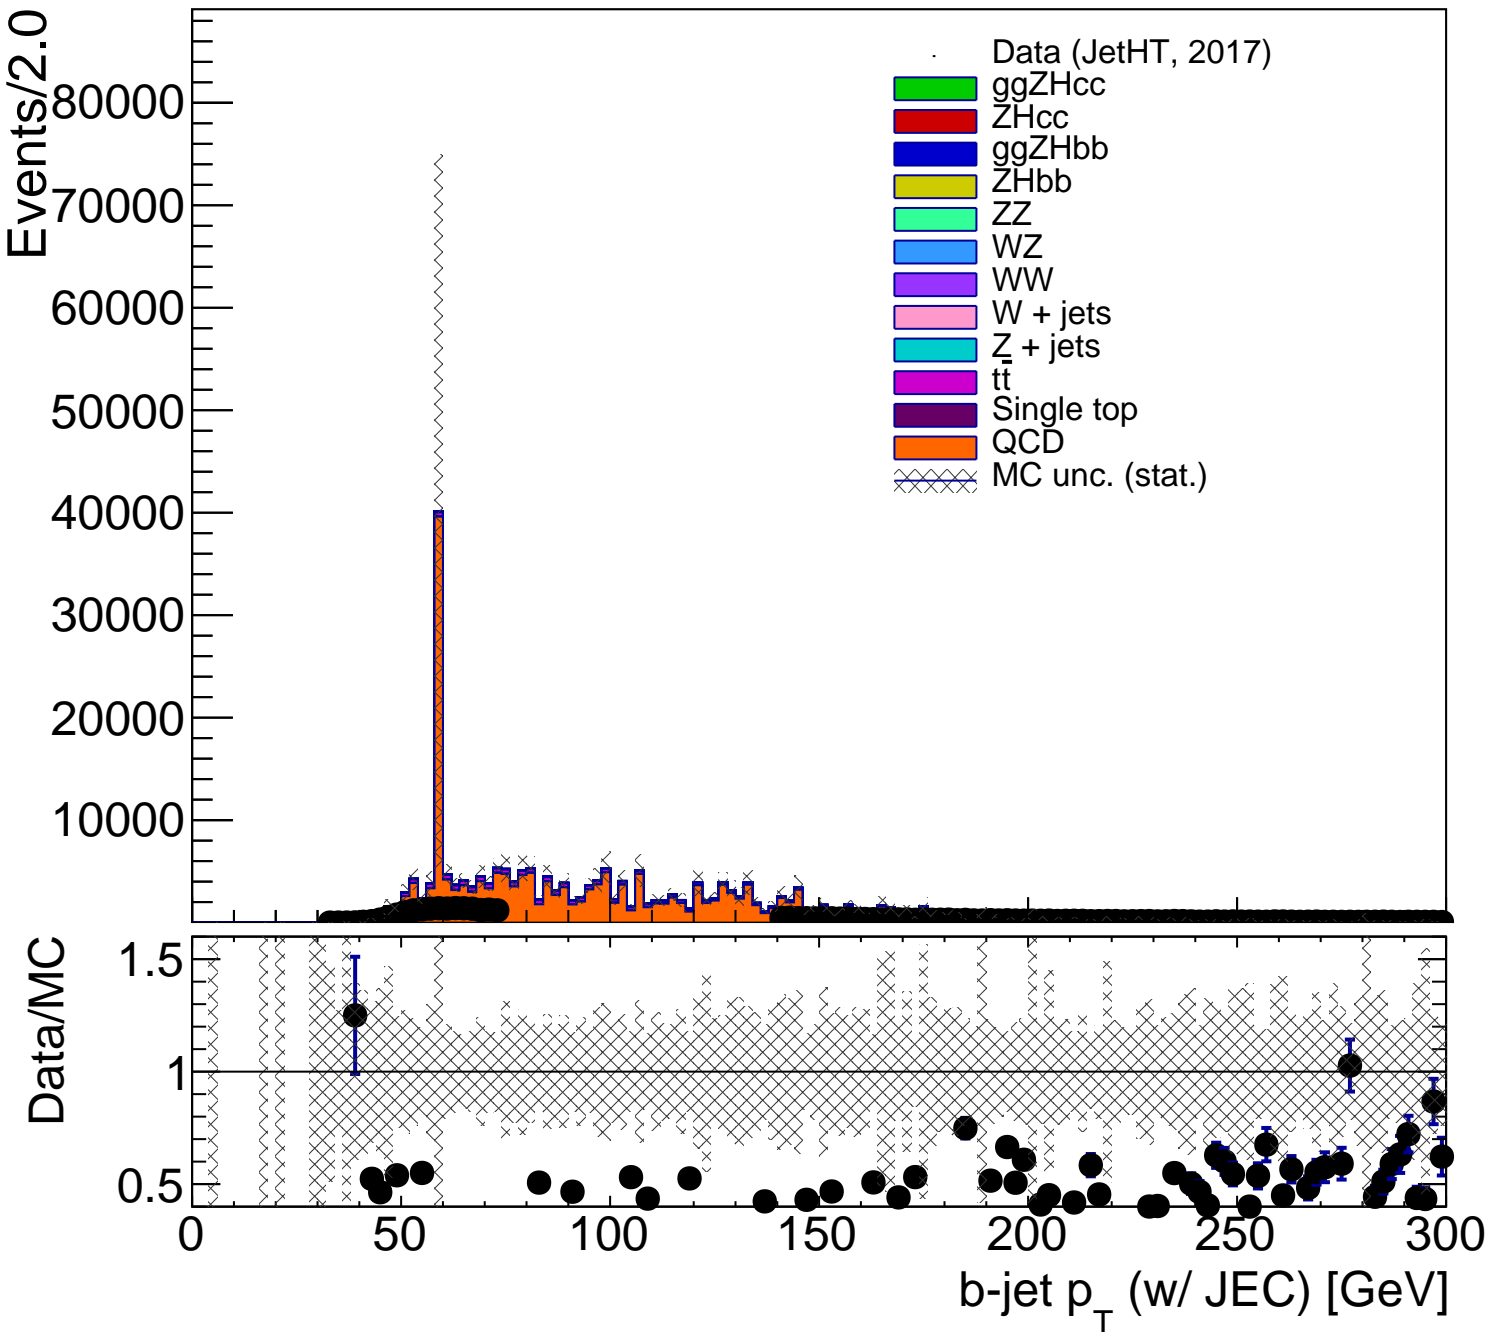 Events/2.0
80000
70000
60000
50000
40000
30000
20000
10000
Data (JetHT, 2017)
ggZHcc
ZHcc
ggZHbb
ZHbb
ZZ
WZ
WW
W + jets
Z + jets
tt̄
Single top
QCD
MC unc. (stat.)
Data/MC
1.5
1
0.5
0 50 100 150 200 250 300
b-jet p_T (w/ JEC) [GeV]